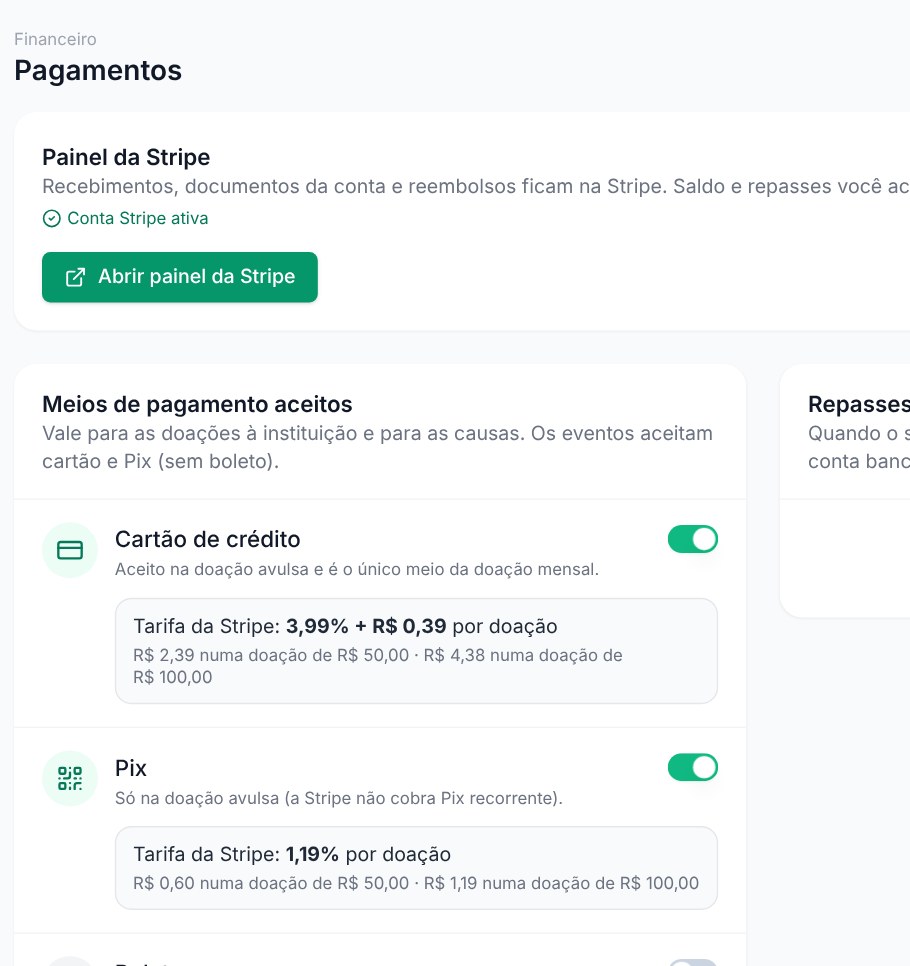 Financeiro
Pagamentos
Painel da Stripe
Recebimentos, documentos da conta e reembolsos ficam na Stripe. Saldo e repasses você ac
Conta Stripe ativa
Abrir painel da Stripe
Meios de pagamento aceitos
Vale para as doações à instituição e para as causas. Os eventos aceitam
cartão e Pix (sem boleto).
Cartão de crédito
Aceito na doação avulsa e é o único meio da doação mensal.
Tarifa da Stripe: 3,99% + R$ 0,39 por doação
R$ 2,39 numa doação de R$ 50,00 · R$ 4,38 numa doação de
R$ 100,00
Pix
Só na doação avulsa (a Stripe não cobra Pix recorrente).
Tarifa da Stripe: 1,19% por doação
R$ 0,60 numa doação de R$ 50,00 · R$ 1,19 numa doação de R$ 100,00
Repasses
Quando o s
conta banc